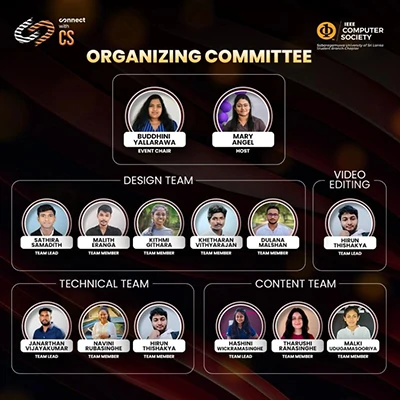 connect
with
CS
IEEE
COMPUTER
SOCIETY
Sabaragamuwa University of Sri Lanka
Student Branch Chapter
ORGANIZING COMMITTEE
BUDDHINI
YALLARAWA
EVENT CHAIR
MARY
ANGEL
HOST
DESIGN TEAM
SATHIRA
SAMADITH
TEAM LEAD
MALITH
ERANGA
TEAM MEMBER
KITHMI
GITHARA
TEAM MEMBER
KHETHARAN
VITHYARAJAN
TEAM MEMBER
DULANA
MALSHAN
TEAM MEMBER
VIDEO
EDITING
HIRUN
THISHAKYA
TEAM LEAD
TECHNICAL TEAM
JANARTHAN
VIJAYAKUMAR
TEAM LEAD
NAVINI
RUBASINGHE
TEAM MEMBER
HIRUN
THISHAKYA
TEAM MEMBER
CONTENT TEAM
HASHINI
WICKRAMASINGHE
TEAM LEAD
THARUSHI
RANASINGHE
TEAM MEMBER
MALKI
UDUGAMASOORIYA
TEAM MEMBER